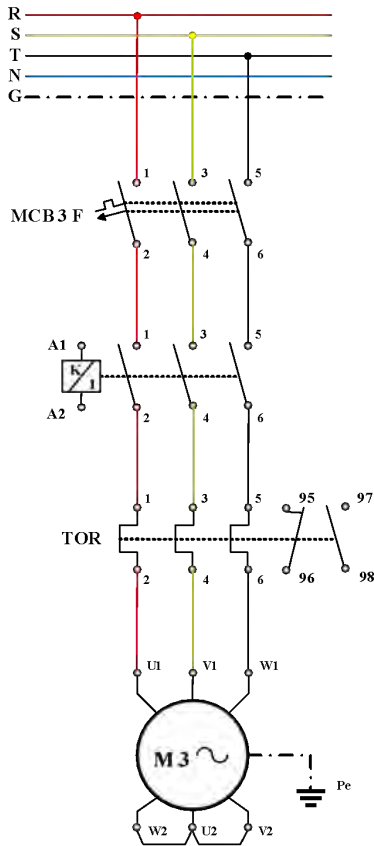 R
S
T
N
G
1 3 5
MCB 3 F
2 4 6
A1 1 3 5
K 1
A2 2 4 6
1 3 5 95 97
TOR
2 4 6 96 98
U1 V1 W1
M 3
Pe
W2 U2 V2